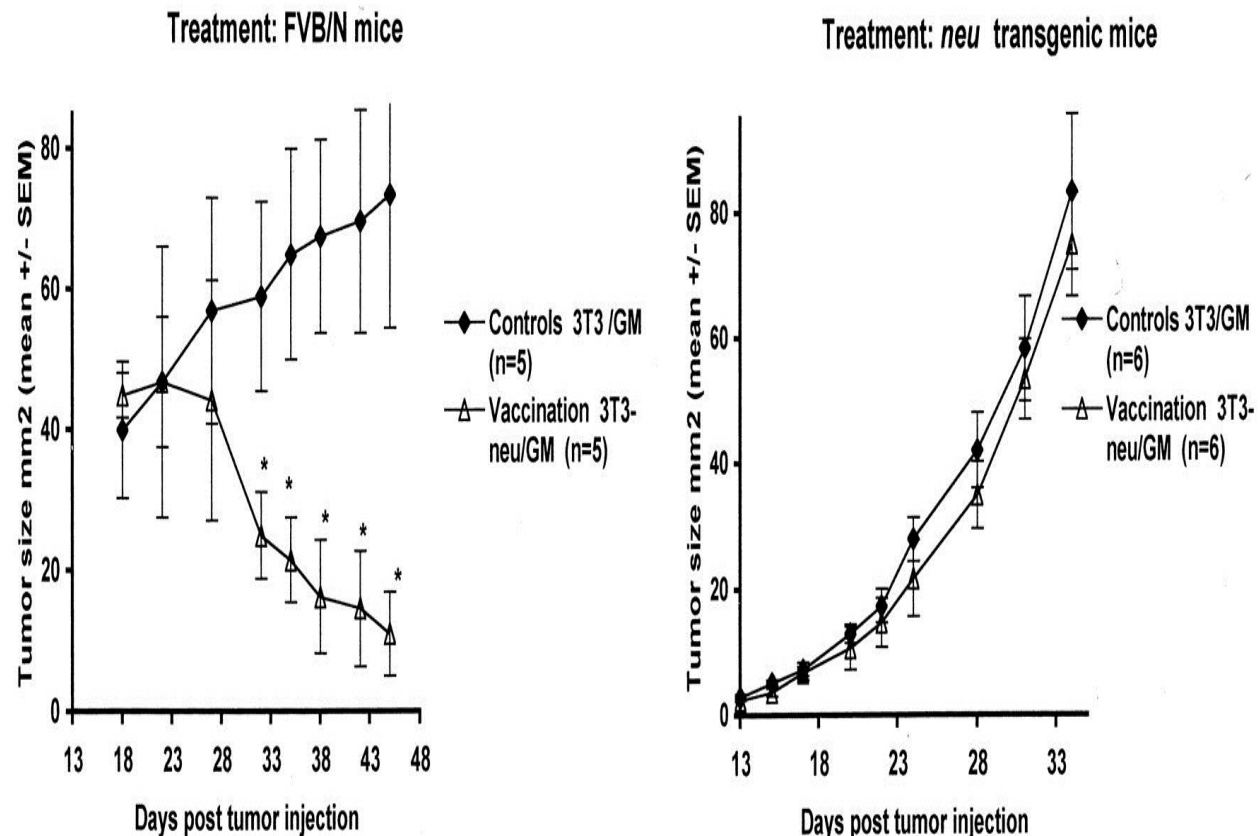 Treatment: FVB/N mice
Tumor size mm2 (mean +/- SEM)
80
60
40
20
0
*
*
*
*
*
13 18 23 28 33 38 43 48
Days post tumor injection
Controls 3T3 /GM
(n=5)
Vaccination 3T3-
neu/GM (n=5)
Treatment: neu transgenic mice
Tumor size mm2 (mean +/- SEM)
80
60
40
20
0
13 18 23 28 33
Days post tumor injection
Controls 3T3/GM
(n=6)
Vaccination 3T3-
neu/GM (n=6)